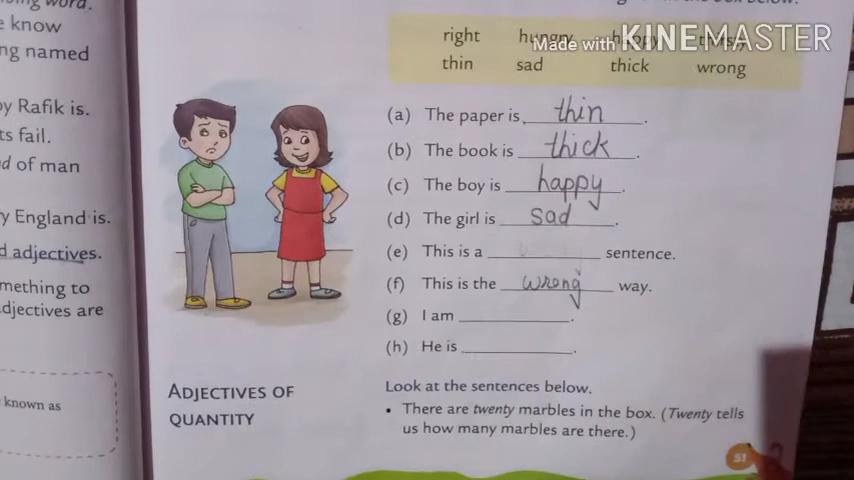 know
ng named
right hungry happy
Made with KINEMASTER
thin sad thick wrong
y Rafik is.
ts fail.
d of man
y England is.
d adjectives.
mething to
djectives are
known as
(a) The paper is thin.
(b) The book is thick.
(c) The boy is happy.
(d) The girl is sad.
(e) This is a ____________ sentence.
(f) This is the wrong way.
(g) I am ____________.
(h) He is ____________.
ADJECTIVES OF
QUANTITY
Look at the sentences below.
• There are twenty marbles in the box. (Twenty tells
us how many marbles are there.)
51